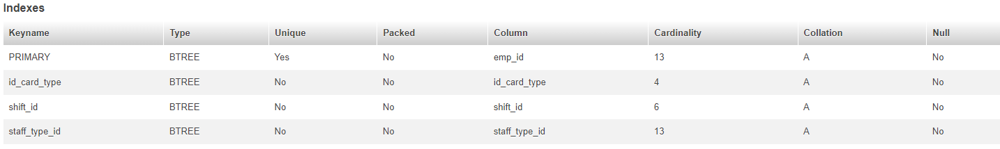 Indexes
Keyname Type Unique Packed Column Cardinality Collation Null
PRIMARY BTREE Yes No emp_id 13 A No
id_card_type BTREE No No id_card_type 4 A No
shift_id BTREE No No shift_id 6 A No
staff_type_id BTREE No No staff_type_id 13 A No